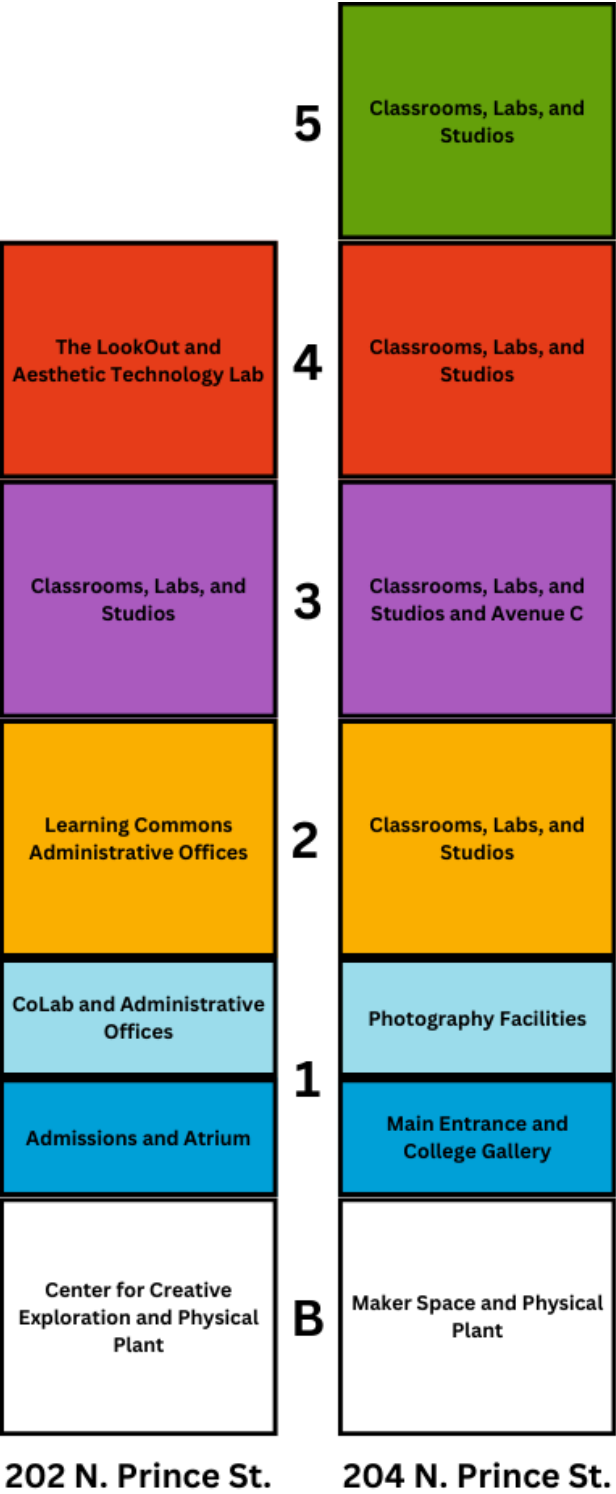 5
Classrooms, Labs, and
Studios
The LookOut and
Aesthetic Technology Lab
4
Classrooms, Labs, and
Studios
Classrooms, Labs, and
Studios
3
Classrooms, Labs, and
Studios and Avenue C
Learning Commons
Administrative Offices
2
Classrooms, Labs, and
Studios
CoLab and Administrative
Offices
Photography Facilities
1
Admissions and Atrium
Main Entrance and
College Gallery
Center for Creative
Exploration and Physical
Plant
B
Maker Space and Physical
Plant
202 N. Prince St.
204 N. Prince St.